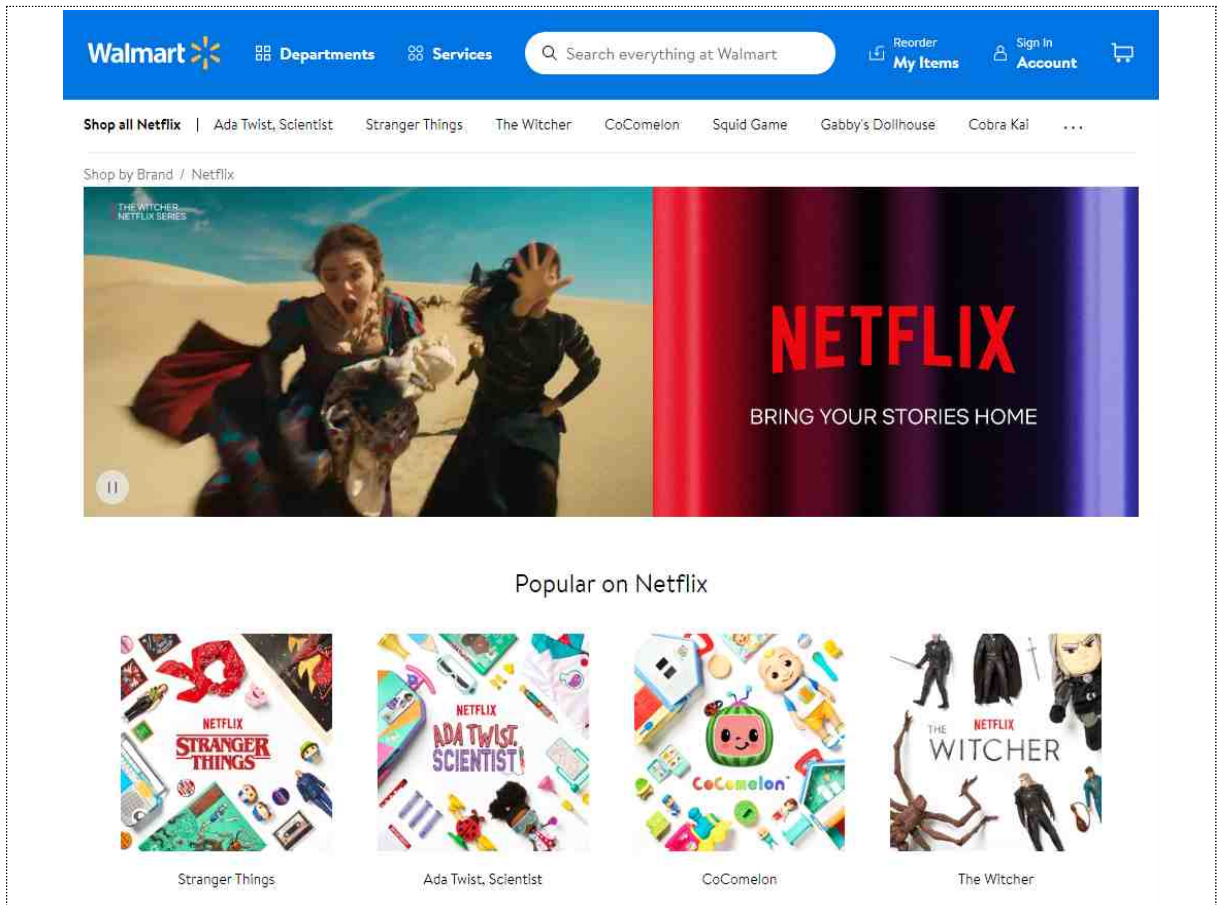 Walmart
Departments
Services
Search everything at Walmart
Reorder
My Items
Sign In
Account
Shop all Netflix | Ada Twist, Scientist Stranger Things The Witcher CoComelon Squid Game Gabby's Dollhouse Cobra Kai ...
Shop by Brand / Netflix
THE WITCHER
NETFLIX SERIES
NETFLIX
BRING YOUR STORIES HOME
Popular on Netflix
NETFLIX
STRANGER
THINGS
NETFLIX
ADA TWIST,
SCIENTIST
CoComelon
NETFLIX
THE
WITCHER
Stranger Things
Ada Twist, Scientist
CoComelon
The Witcher